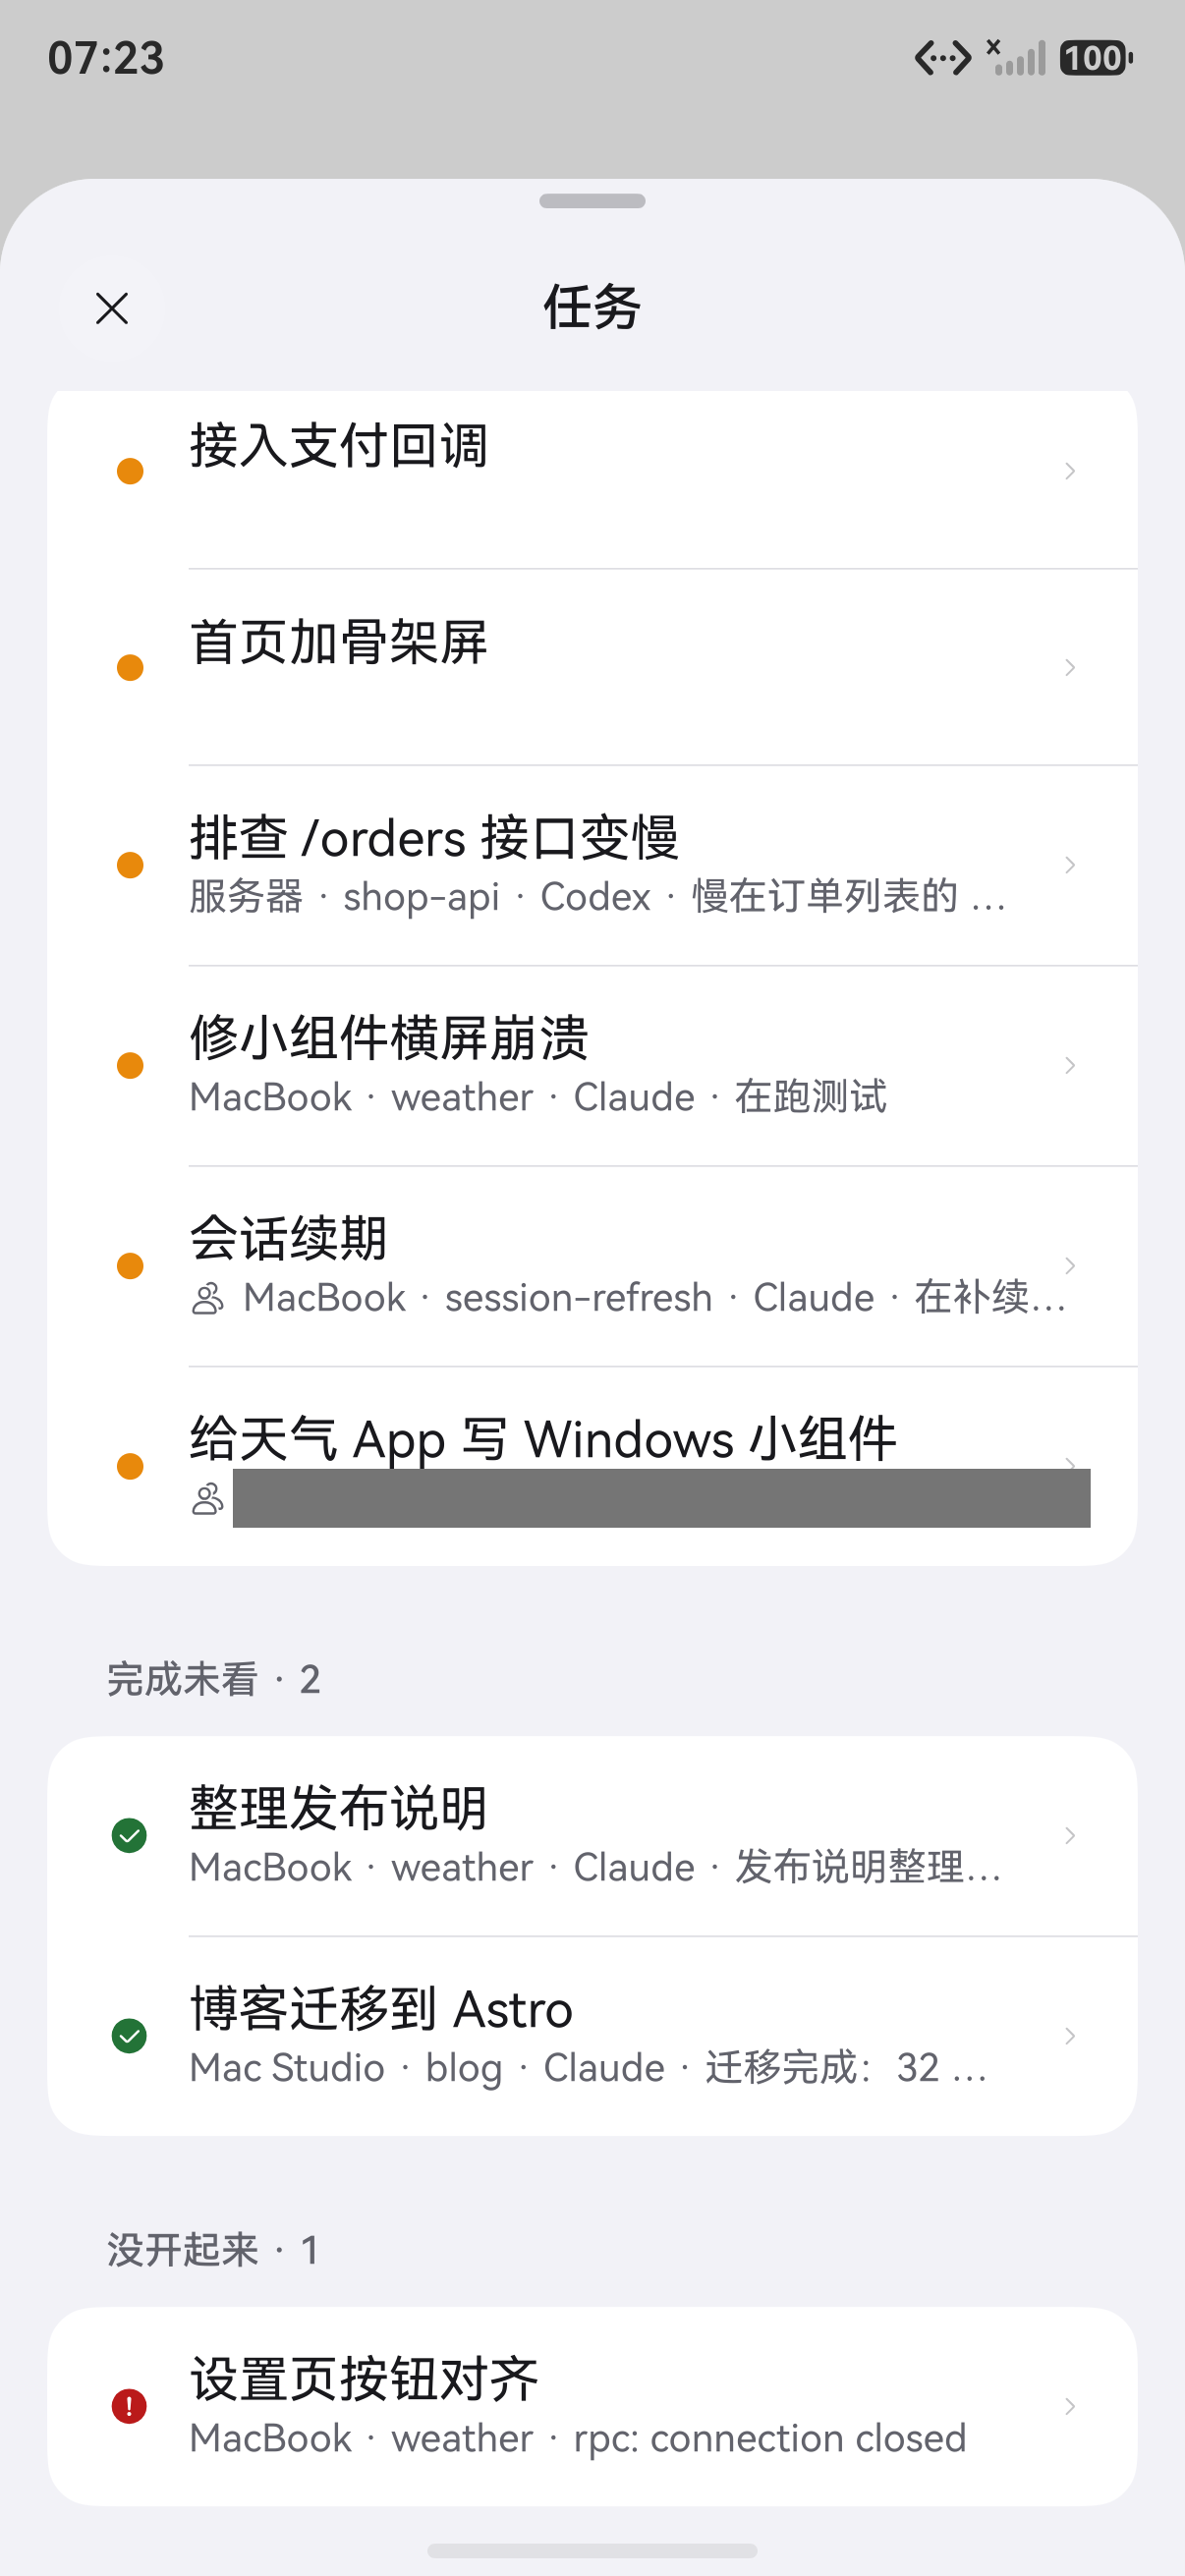 07:23
100
任务
接入支付回调
首页加骨架屏
排查 /orders 接口变慢
服务器 · shop-api · Codex · 慢在订单列表的 …
修小组件横屏崩溃
MacBook · weather · Claude · 在跑测试
会话续期
MacBook · session-refresh · Claude · 在补续…
给天气 App 写 Windows 小组件
完成未看 · 2
整理发布说明
MacBook · weather · Claude · 发布说明整理…
博客迁移到 Astro
Mac Studio · blog · Claude · 迁移完成：32 …
没开起来 · 1
设置页按钮对齐
MacBook · weather · rpc: connection closed